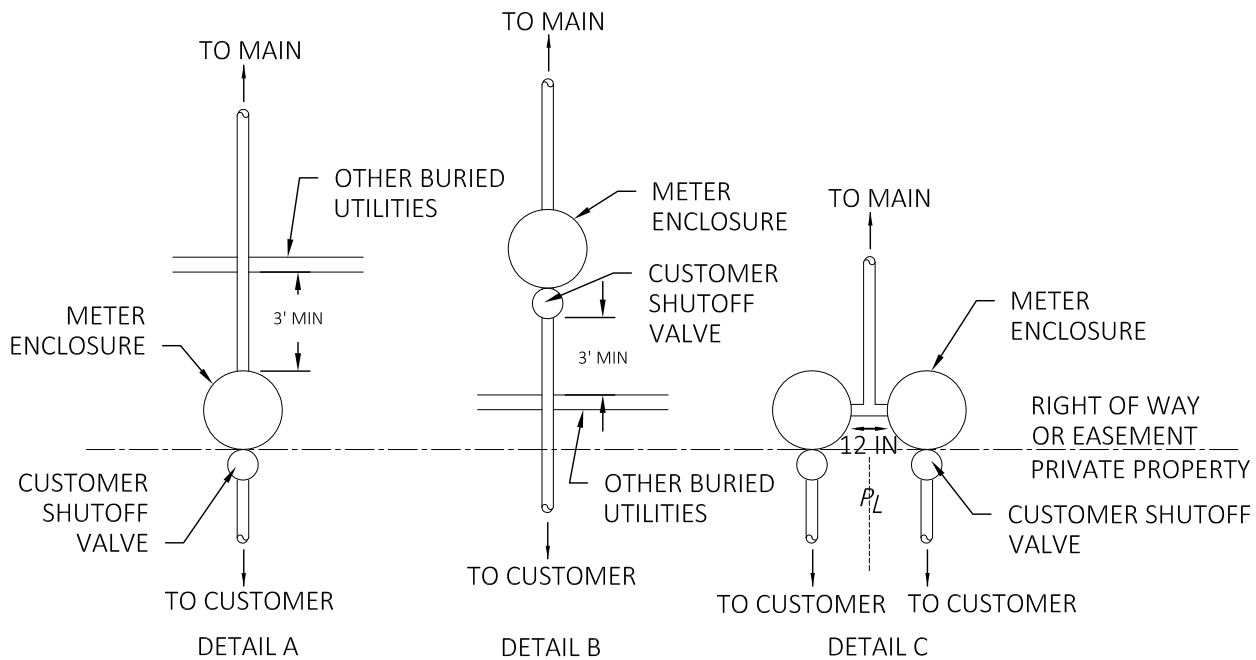 TO MAIN
OTHER BURIED
UTILITIES
3' MIN
METER
ENCLOSURE
CUSTOMER
SHUTOFF
VALVE
TO CUSTOMER
DETAIL A
TO MAIN
METER
ENCLOSURE
CUSTOMER
SHUTOFF
VALVE
3' MIN
OTHER BURIED
UTILITIES
TO CUSTOMER
DETAIL B
TO MAIN
METER
ENCLOSURE
12 IN
RIGHT OF WAY
OR EASEMENT
PRIVATE PROPERTY
PL
CUSTOMER SHUTOFF
VALVE
TO CUSTOMER
TO CUSTOMER
DETAIL C